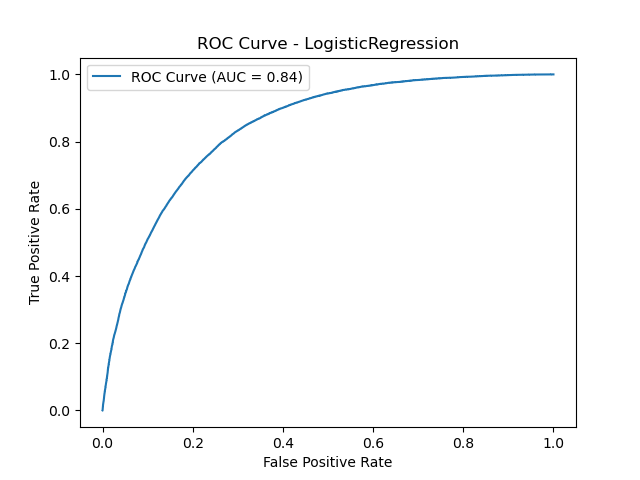 ROC Curve - LogisticRegression
ROC Curve (AUC = 0.84)
1.0
0.8
0.6
0.4
0.2
0.0
True Positive Rate
0.0 0.2 0.4 0.6 0.8 1.0
False Positive Rate